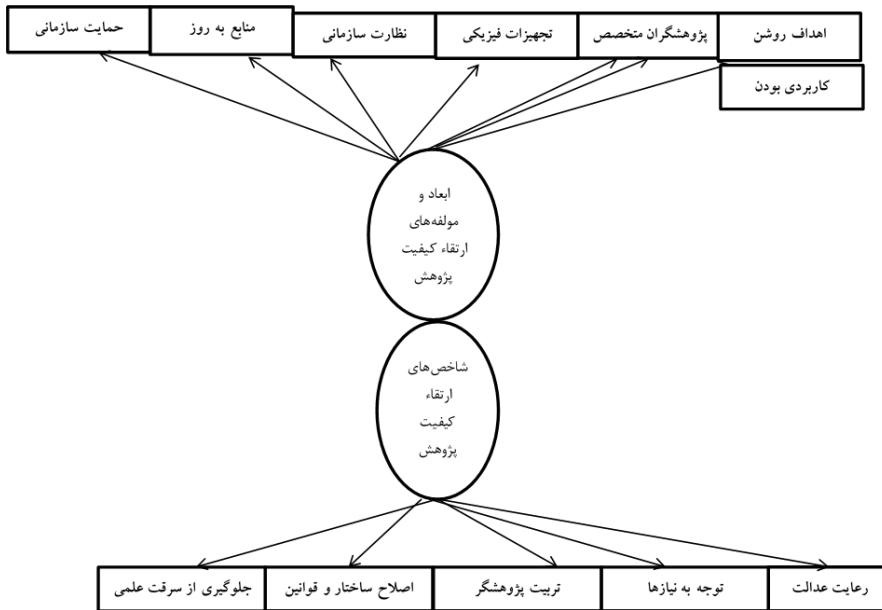 اهداف روشن
پژوهشگران متخصص
تجهیزات فیزیکی
نظارت سازمانی
منابع به روز
حمایت سازمانی
کاربردی بودن
ابعاد و
مولفه‌های
ارتقاء کیفیت
پژوهش
شاخص‌های
ارتقاء
کیفیت
پژوهش
رعایت عدالت
توجه به نیازها
تربیت پژوهشگر
اصلاح ساختار و قوانین
جلوگیری از سرقت علمی